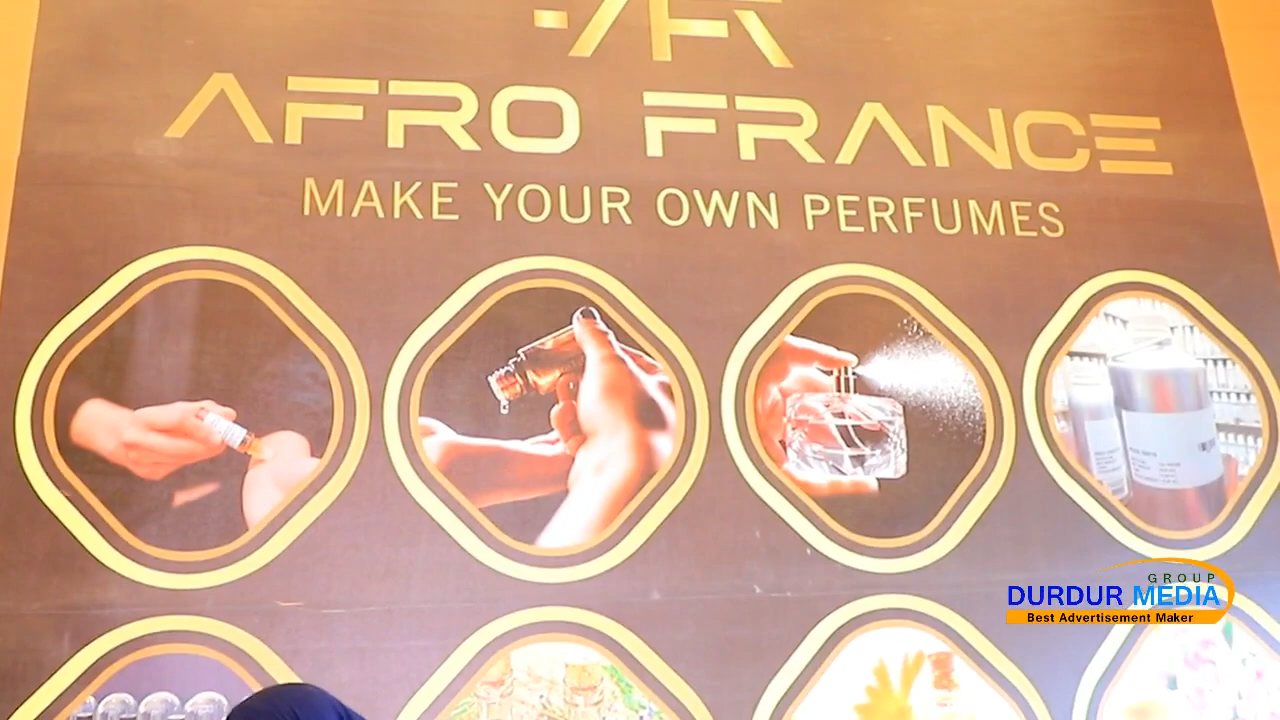 AFRO FRANCE
MAKE YOUR OWN PERFUMES
GROUP
DURDUR MEDIA
Best Advertisement Maker